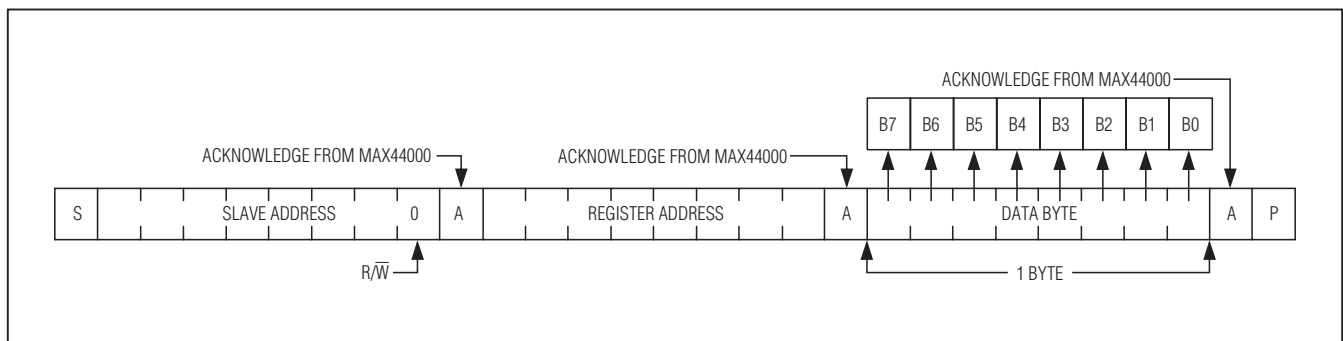 ACKNOWLEDGE FROM MAX44000
B7 B6 B5 B4 B3 B2 B1 B0
ACKNOWLEDGE FROM MAX44000 ACKNOWLEDGE FROM MAX44000
S SLAVE ADDRESS 0 A REGISTER ADDRESS A DATA BYTE A P
R/W̅ 1 BYTE